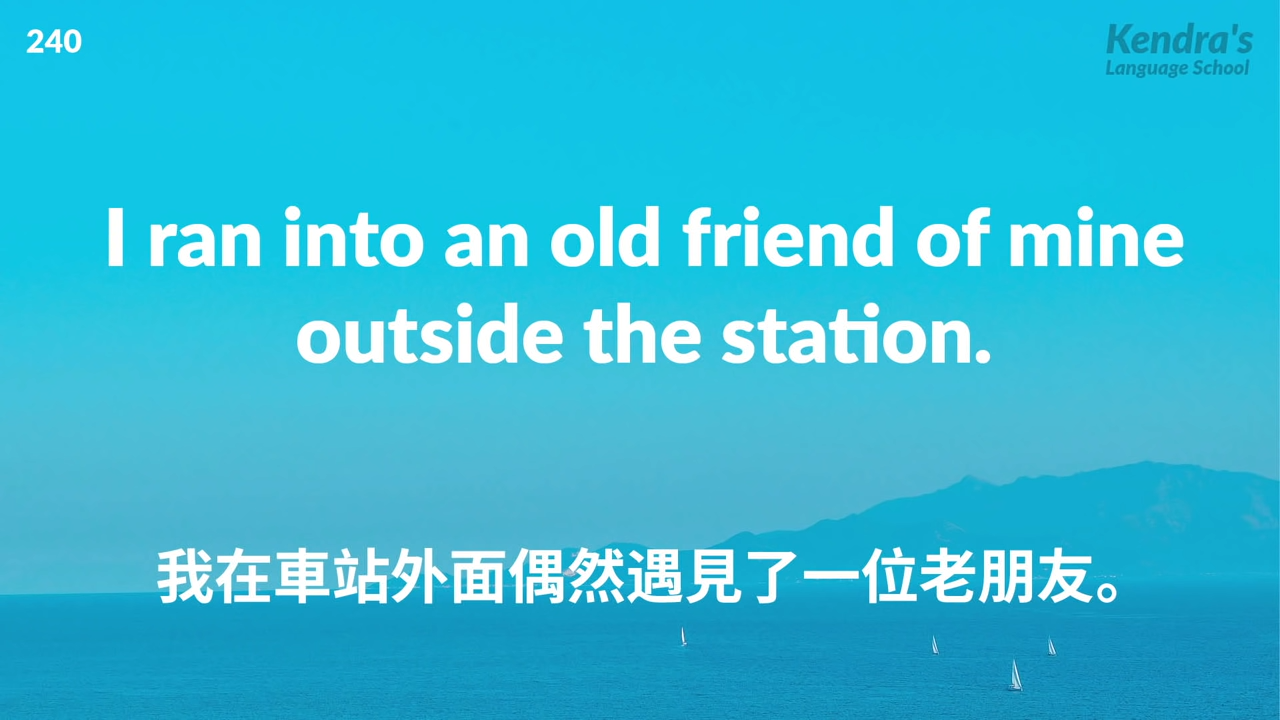 240
Kendra's
Language School
I ran into an old friend of mine
outside the station.
我在車站外面偶然遇見了一位老朋友。